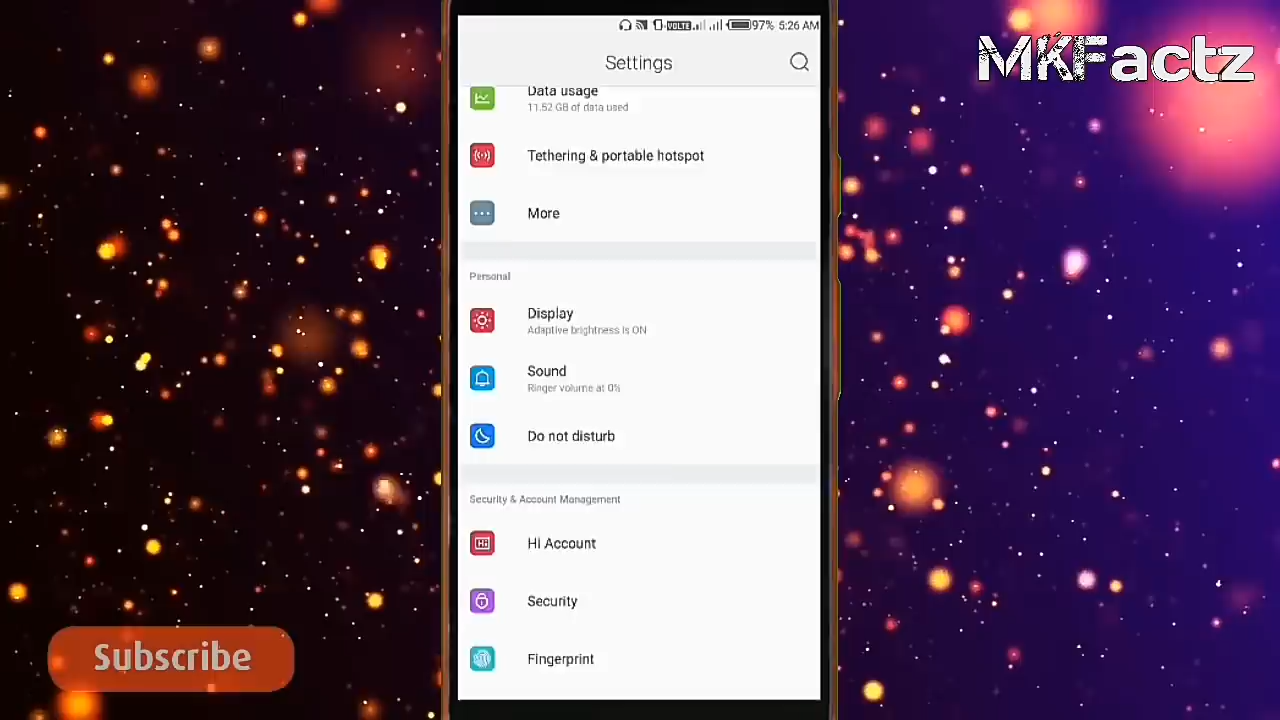 VOLTE 97% 5:26 AM
MKFactz
Settings
Data usage
11.52 GB of data used
Tethering & portable hotspot
More
Personal
Display
Adaptive brightness is ON
Sound
Ringer volume at 0%
Do not disturb
Security & Account Management
Hi
Hi Account
Security
Fingerprint
Subscribe